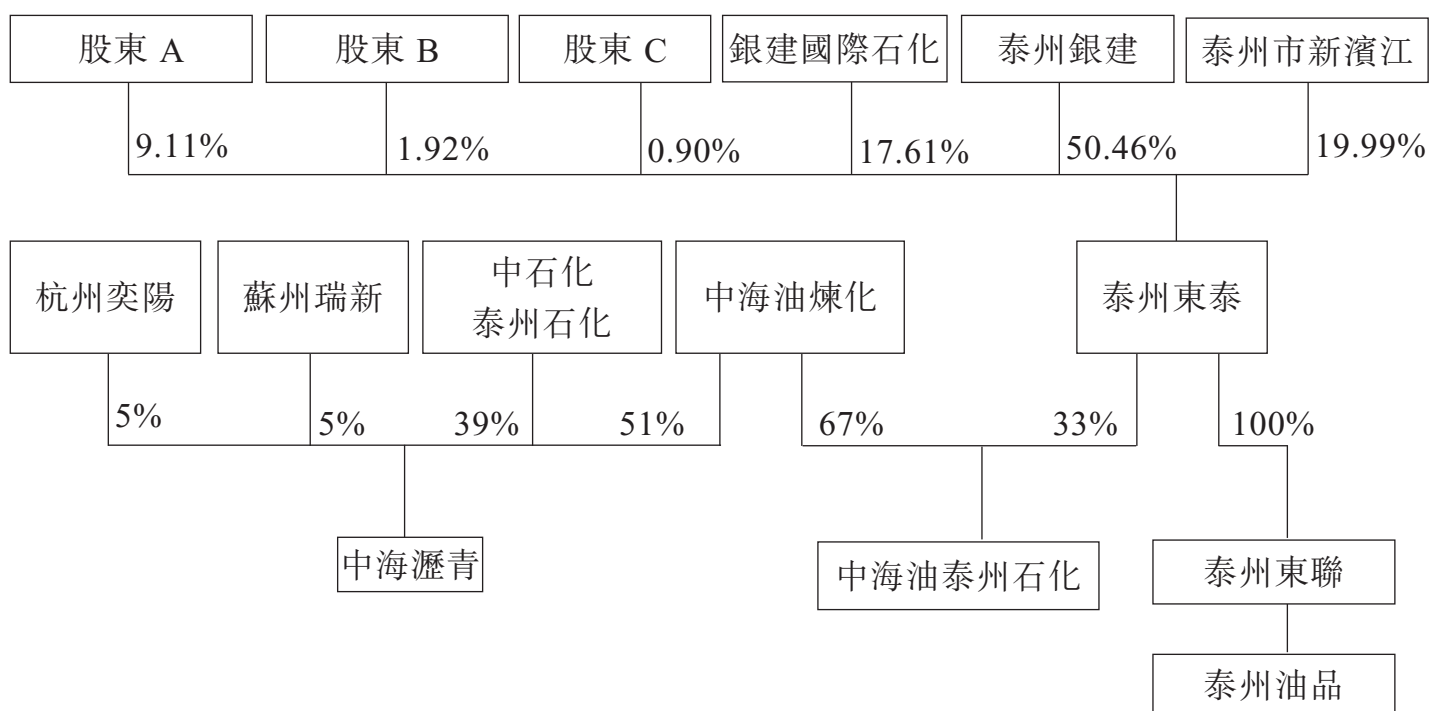 股東 A
股東 B
股東 C
銀建國際石化
泰州銀建
泰州市新濱江
9.11%
1.92%
0.90%
17.61%
50.46%
19.99%
杭州奕陽
蘇州瑞新
中石化
泰州石化
中海油煉化
泰州東泰
5%
5%
39%
51%
67%
33%
100%
中海瀝青
中海油泰州石化
泰州東聯
泰州油品